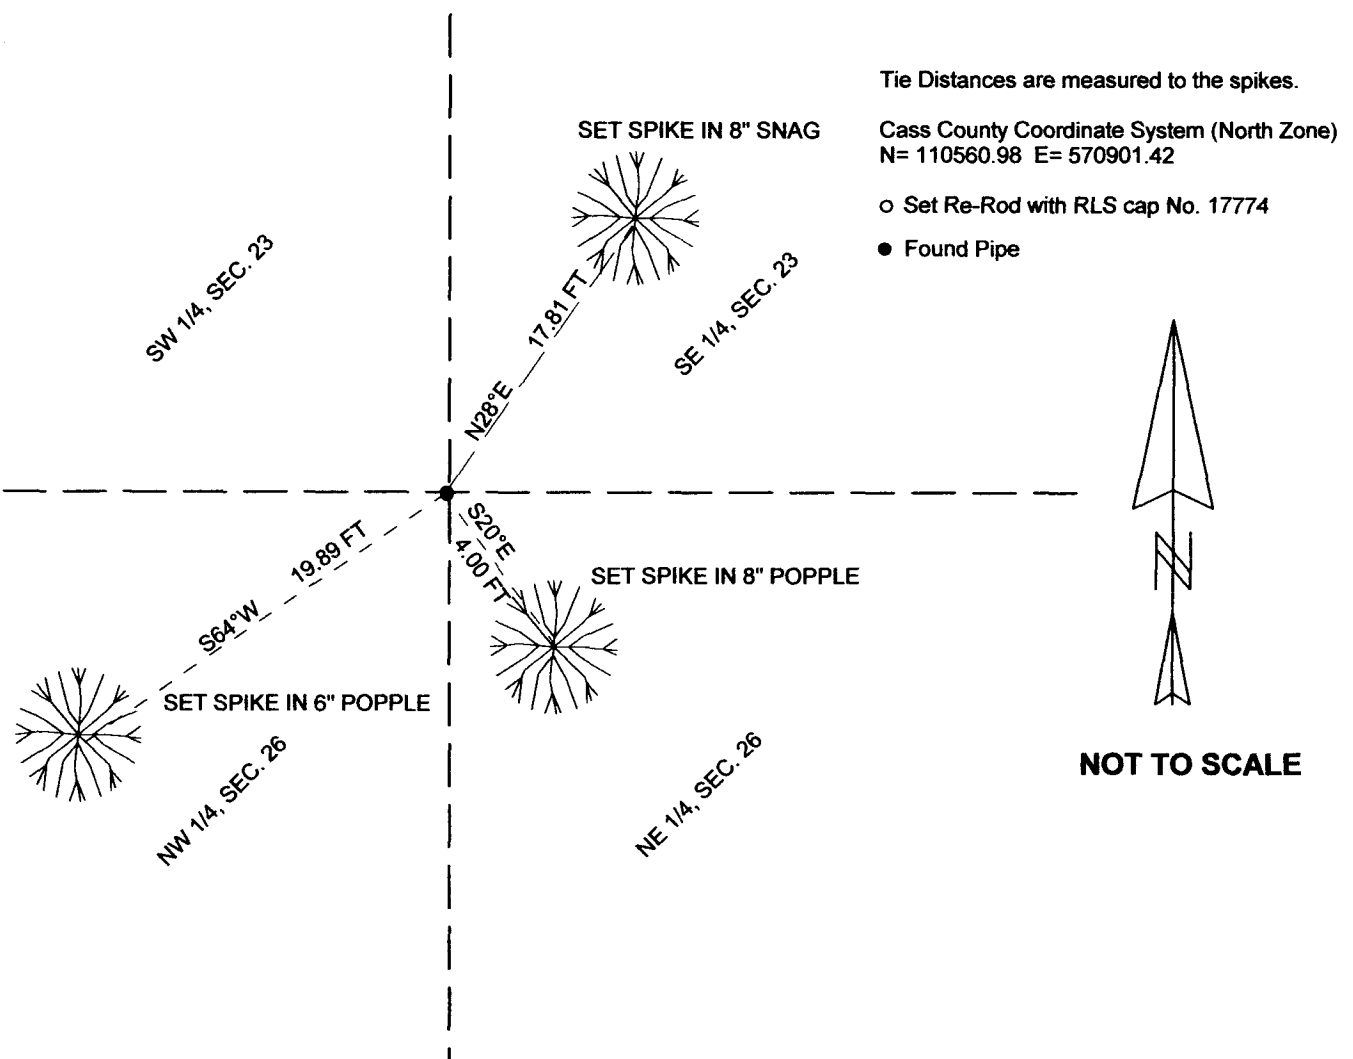 Tie Distances are measured to the spikes.
SET SPIKE IN 8" SNAG
Cass County Coordinate System (North Zone)
N= 110560.98 E= 570901.42
o Set Re-Rod with RLS cap No. 17774
● Found Pipe
SW 1/4, SEC. 23
17.81 FT
N28°E
SE 1/4, SEC. 23
S20°E
4.00 FT
19.89 FT
S64°W
SET SPIKE IN 8" POPPLE
SET SPIKE IN 6" POPPLE
NW 1/4, SEC. 26
NE 1/4, SEC. 26
N
NOT TO SCALE